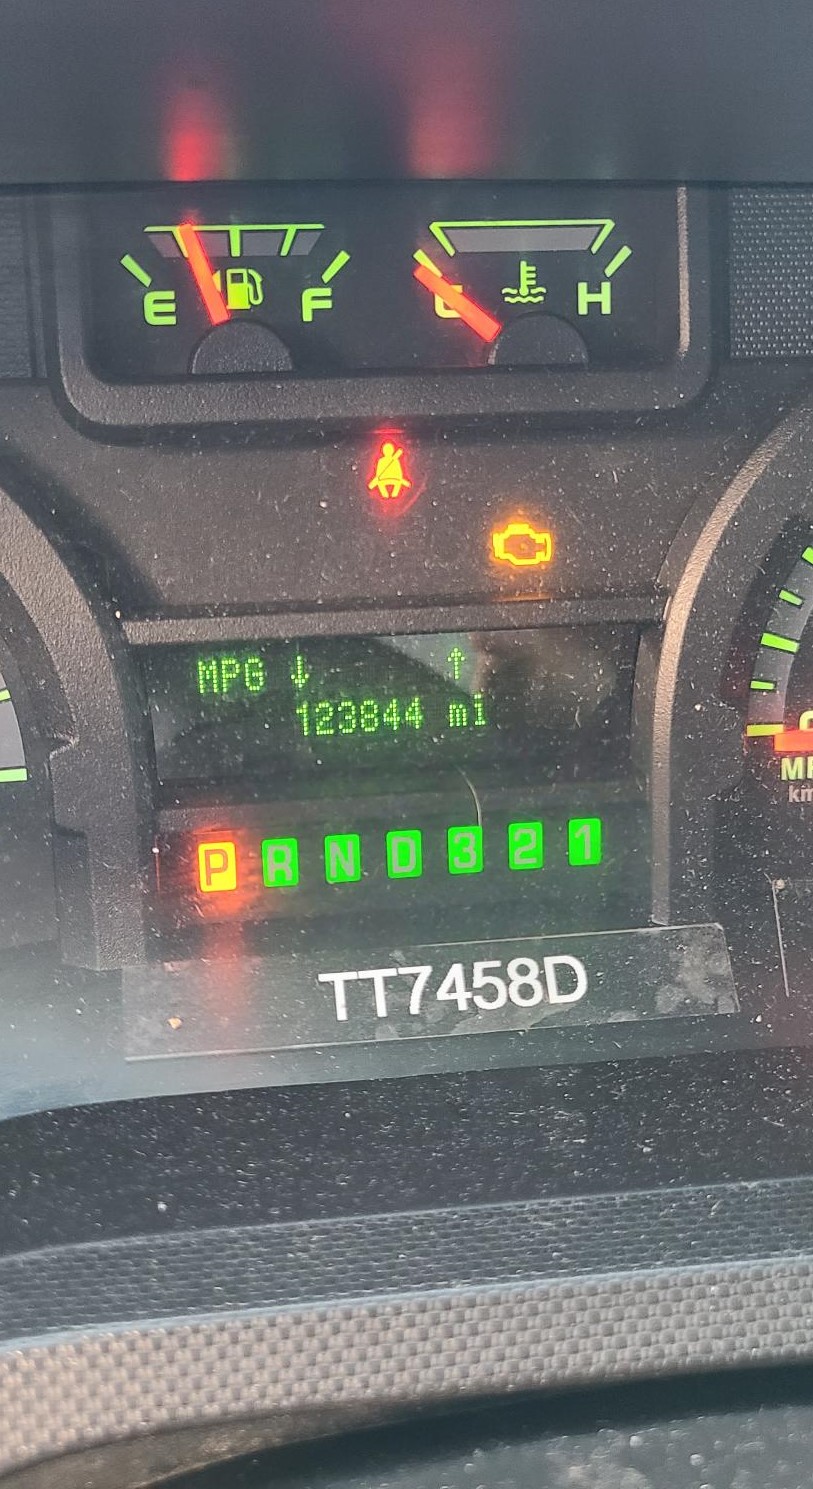 E F
C H
MPG ↓ ↑
123844 mi
P R N D 3 2 1
TT7458D